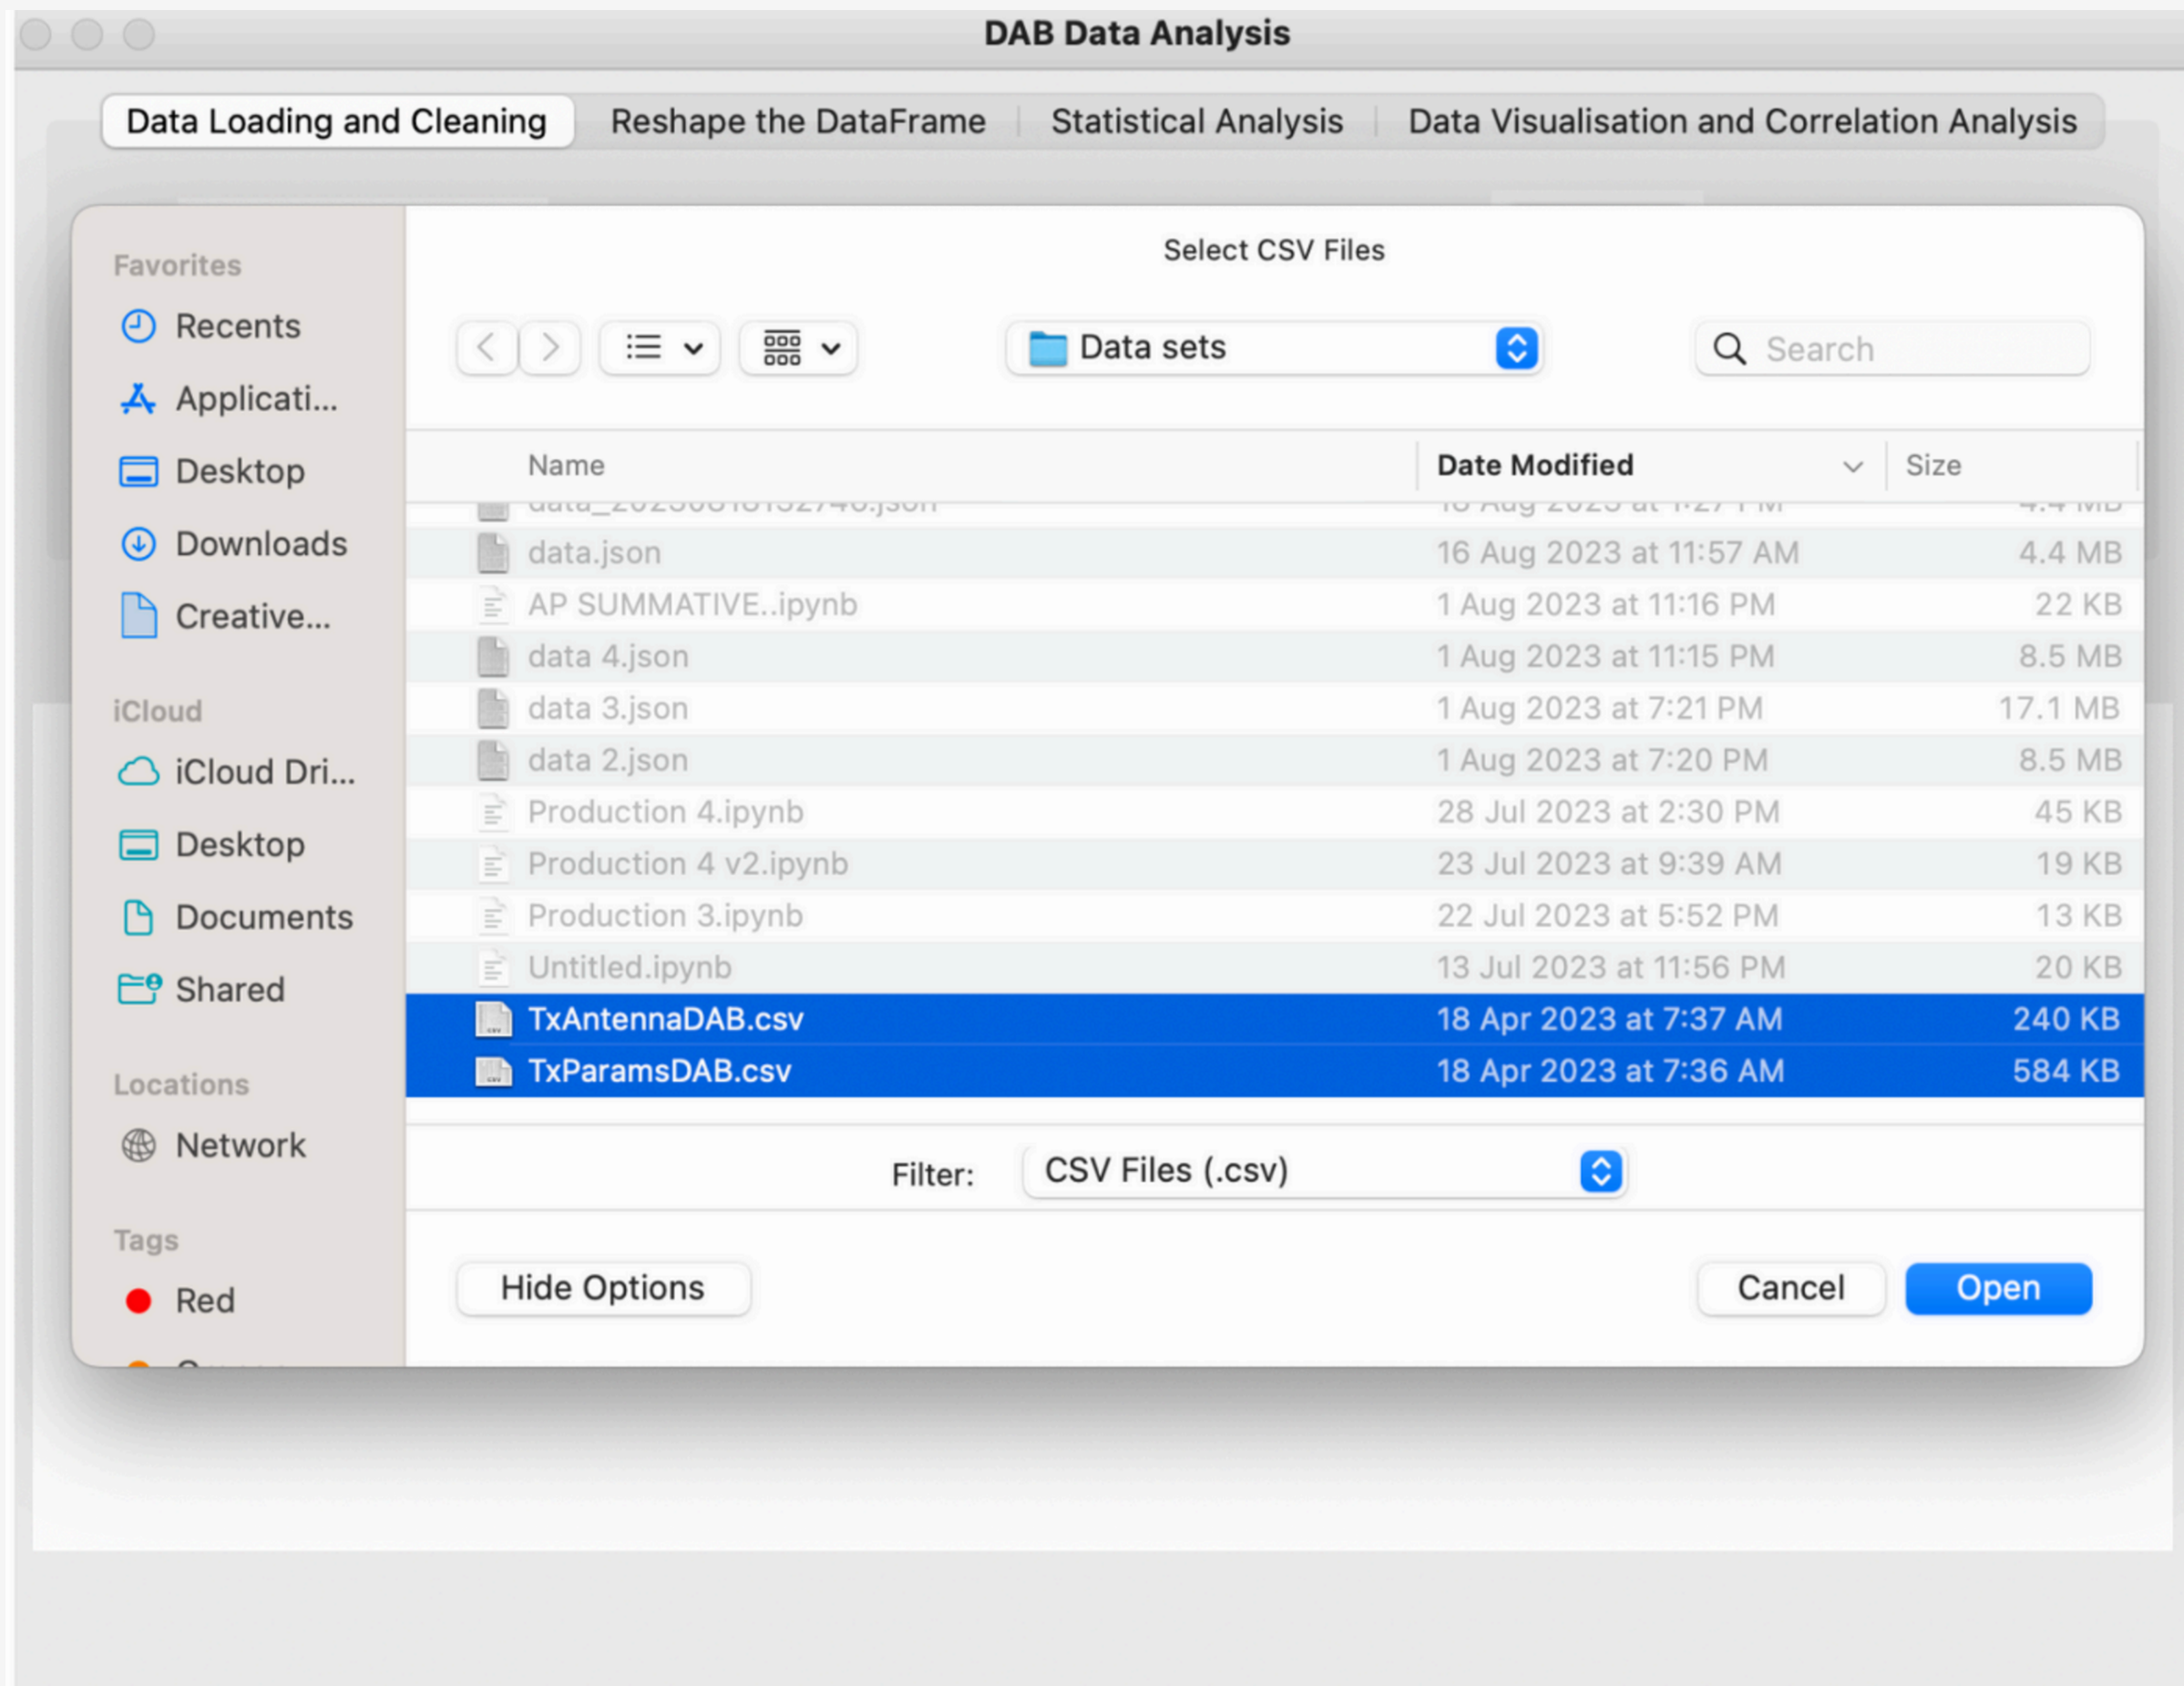 DAB Data Analysis
Data Loading and Cleaning Reshape the DataFrame Statistical Analysis Data Visualisation and Correlation Analysis
Select CSV Files
Favorites
Recents
Applicati...
Desktop
Downloads
Creative...
iCloud
iCloud Dri...
Desktop
Documents
Shared
Locations
Network
Tags
Red
Data sets
Search
Name Date Modified Size
data.json 16 Aug 2023 at 11:57 AM 4.4 MB
AP SUMMATIVE..ipynb 1 Aug 2023 at 11:16 PM 22 KB
data 4.json 1 Aug 2023 at 11:15 PM 8.5 MB
data 3.json 1 Aug 2023 at 7:21 PM 17.1 MB
data 2.json 1 Aug 2023 at 7:20 PM 8.5 MB
Production 4.ipynb 28 Jul 2023 at 2:30 PM 45 KB
Production 4 v2.ipynb 23 Jul 2023 at 9:39 AM 19 KB
Production 3.ipynb 22 Jul 2023 at 5:52 PM 13 KB
Untitled.ipynb 13 Jul 2023 at 11:56 PM 20 KB
TxAntennaDAB.csv 18 Apr 2023 at 7:37 AM 240 KB
TxParamsDAB.csv 18 Apr 2023 at 7:36 AM 584 KB
Filter: CSV Files (.csv)
Hide Options Cancel Open